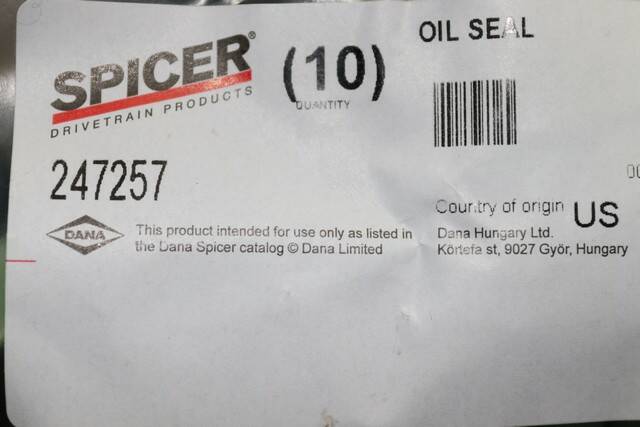 SPICER®
DRIVETRAIN PRODUCTS
(10)
QUANTITY
OIL SEAL
247257
DANA
This product intended for use only as listed in
the Dana Spicer catalog © Dana Limited
Country of origin US
Dana Hungary Ltd.
Körtefa st, 9027 Györ, Hungary